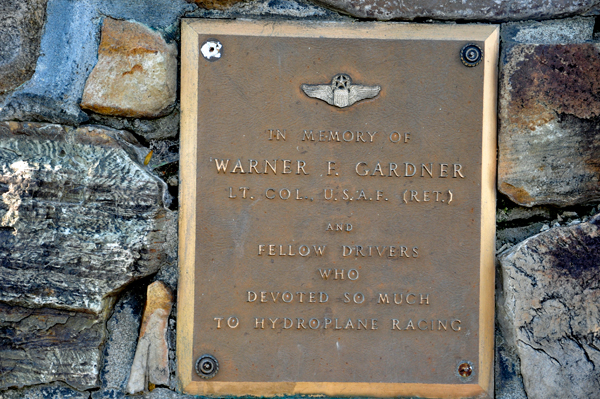 IN MEMORY OF
WARNER F. GARDNER
LT. COL. U.S.A.F. (RET.)
AND
FELLOW DRIVERS
WHO
DEVOTED SO MUCH
TO HYDROPLANE RACING